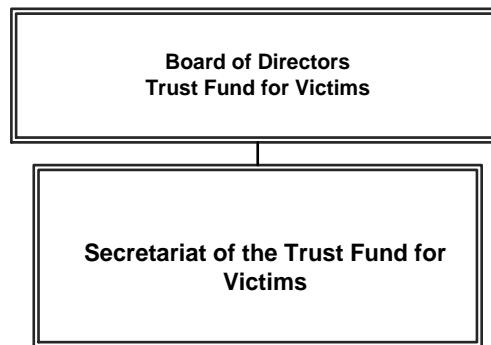 Board of Directors
Trust Fund for Victims
Secretariat of the Trust Fund for
Victims